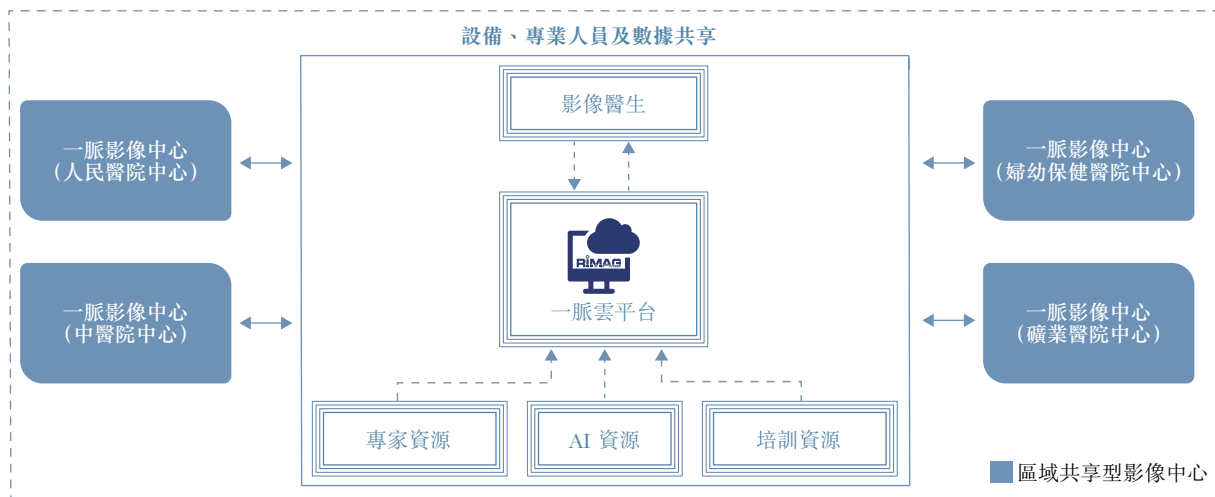 設備、專業人員及數據共享
影像醫生
一脈影像中心
（人民醫院中心）
一脈影像中心
（婦幼保健醫院中心）
RIMAG
一脈雲平台
一脈影像中心
（中醫院中心）
一脈影像中心
（礦業醫院中心）
專家資源
AI 資源
培訓資源
區域共享型影像中心